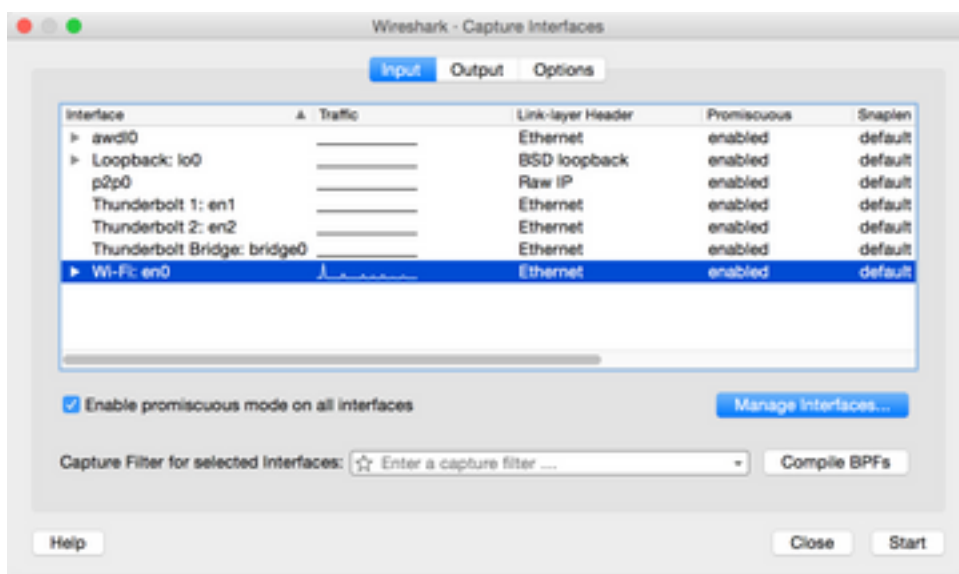 Wireshark - Capture Interfaces
Input Output Options
Interface Traffic Link-layer Header Promiscuous Snaplen
awdl0 Ethernet enabled default
Loopback: lo0 BSD loopback enabled default
p2p0 Raw IP enabled default
Thunderbolt 1: en1 Ethernet enabled default
Thunderbolt 2: en2 Ethernet enabled default
Thunderbolt Bridge: bridge0 Ethernet enabled default
Wi-Fi: en0 Ethernet enabled default
Enable promiscuous mode on all interfaces Manage Interfaces...
Capture Filter for selected Interfaces: Enter a capture filter ... Compile BPFs
Help Close Start